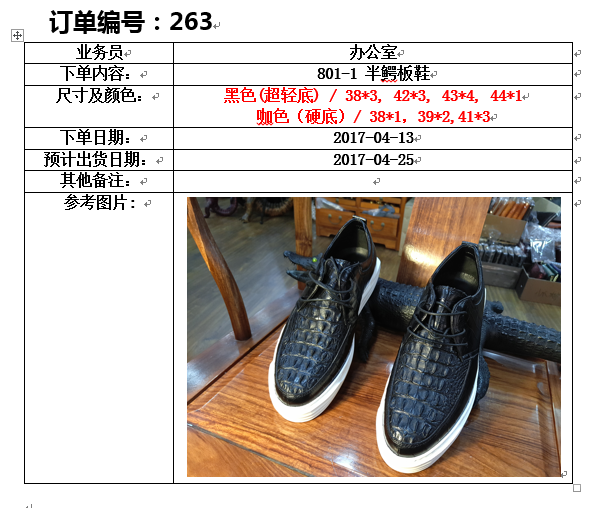 订单编号：263
业务员
办公室
下单内容：
801-1 半鳄板鞋
尺寸及颜色：
黑色(超轻底) / 38*3, 42*3, 43*4, 44*1
咖色（硬底）/ 38*1, 39*2,41*3
下单日期：
2017-04-13
预计出货日期：
2017-04-25
其他备注：
参考图片：